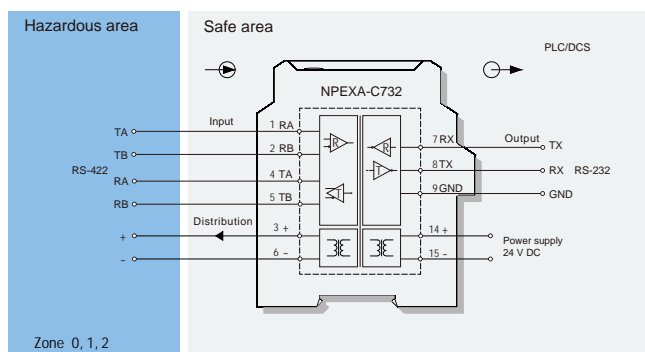 Hazardous area
Safe area
PLC/DCS
NPEXA-C732
Input
Output
TA
1 RA
R
R
7 RX
TX
TB
2 RB
RS-422
RA
4 TA
T
T
8 TX
RX
RS-232
RB
5 TB
9 GND
GND
Distribution
+
3 +
14 +
Power supply
24 V DC
-
6 -
15 -
Zone 0, 1, 2